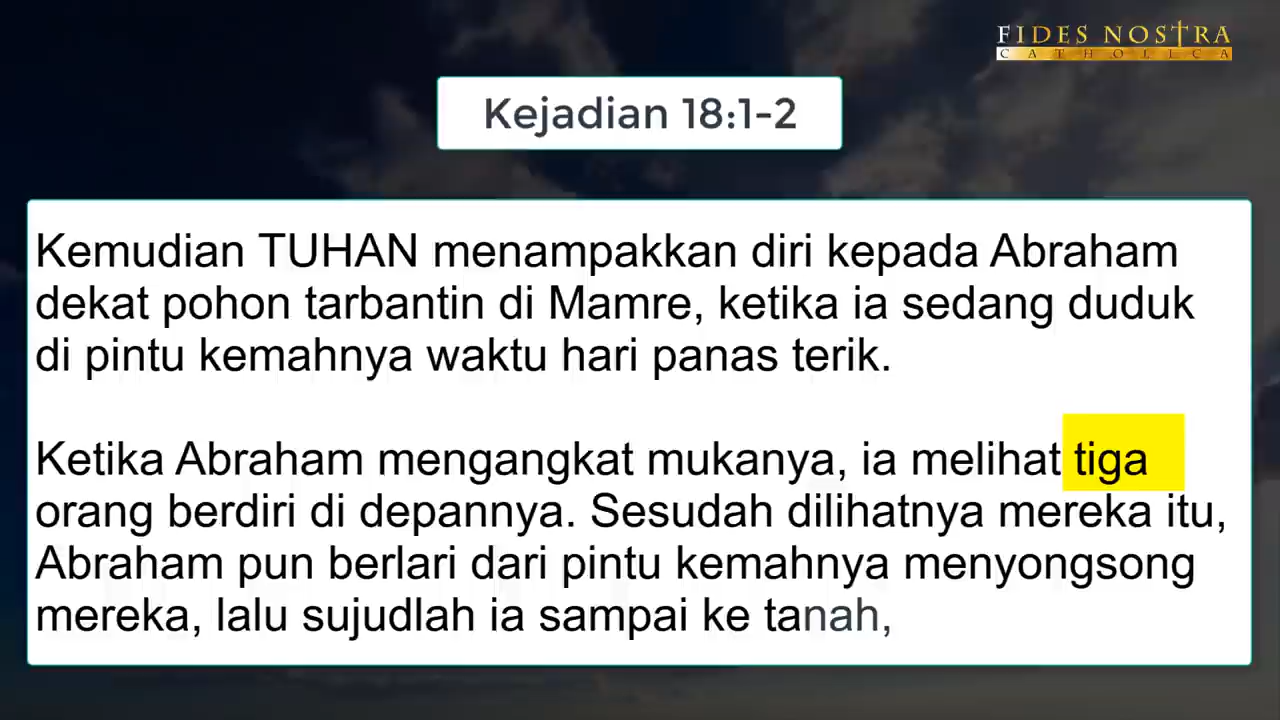 FIDES NOSTRA
CATHOLICA
Kejadian 18:1-2
Kemudian TUHAN menampakkan diri kepada Abraham
dekat pohon tarbantin di Mamre, ketika ia sedang duduk
di pintu kemahnya waktu hari panas terik.
Ketika Abraham mengangkat mukanya, ia melihat tiga
orang berdiri di depannya. Sesudah dilihatnya mereka itu,
Abraham pun berlari dari pintu kemahnya menyongsong
mereka, lalu sujudlah ia sampai ke tanah,